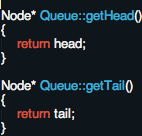 Node* Queue::getHead()
{
return head;
}
Node* Queue::getTail()
{
return tail;
}